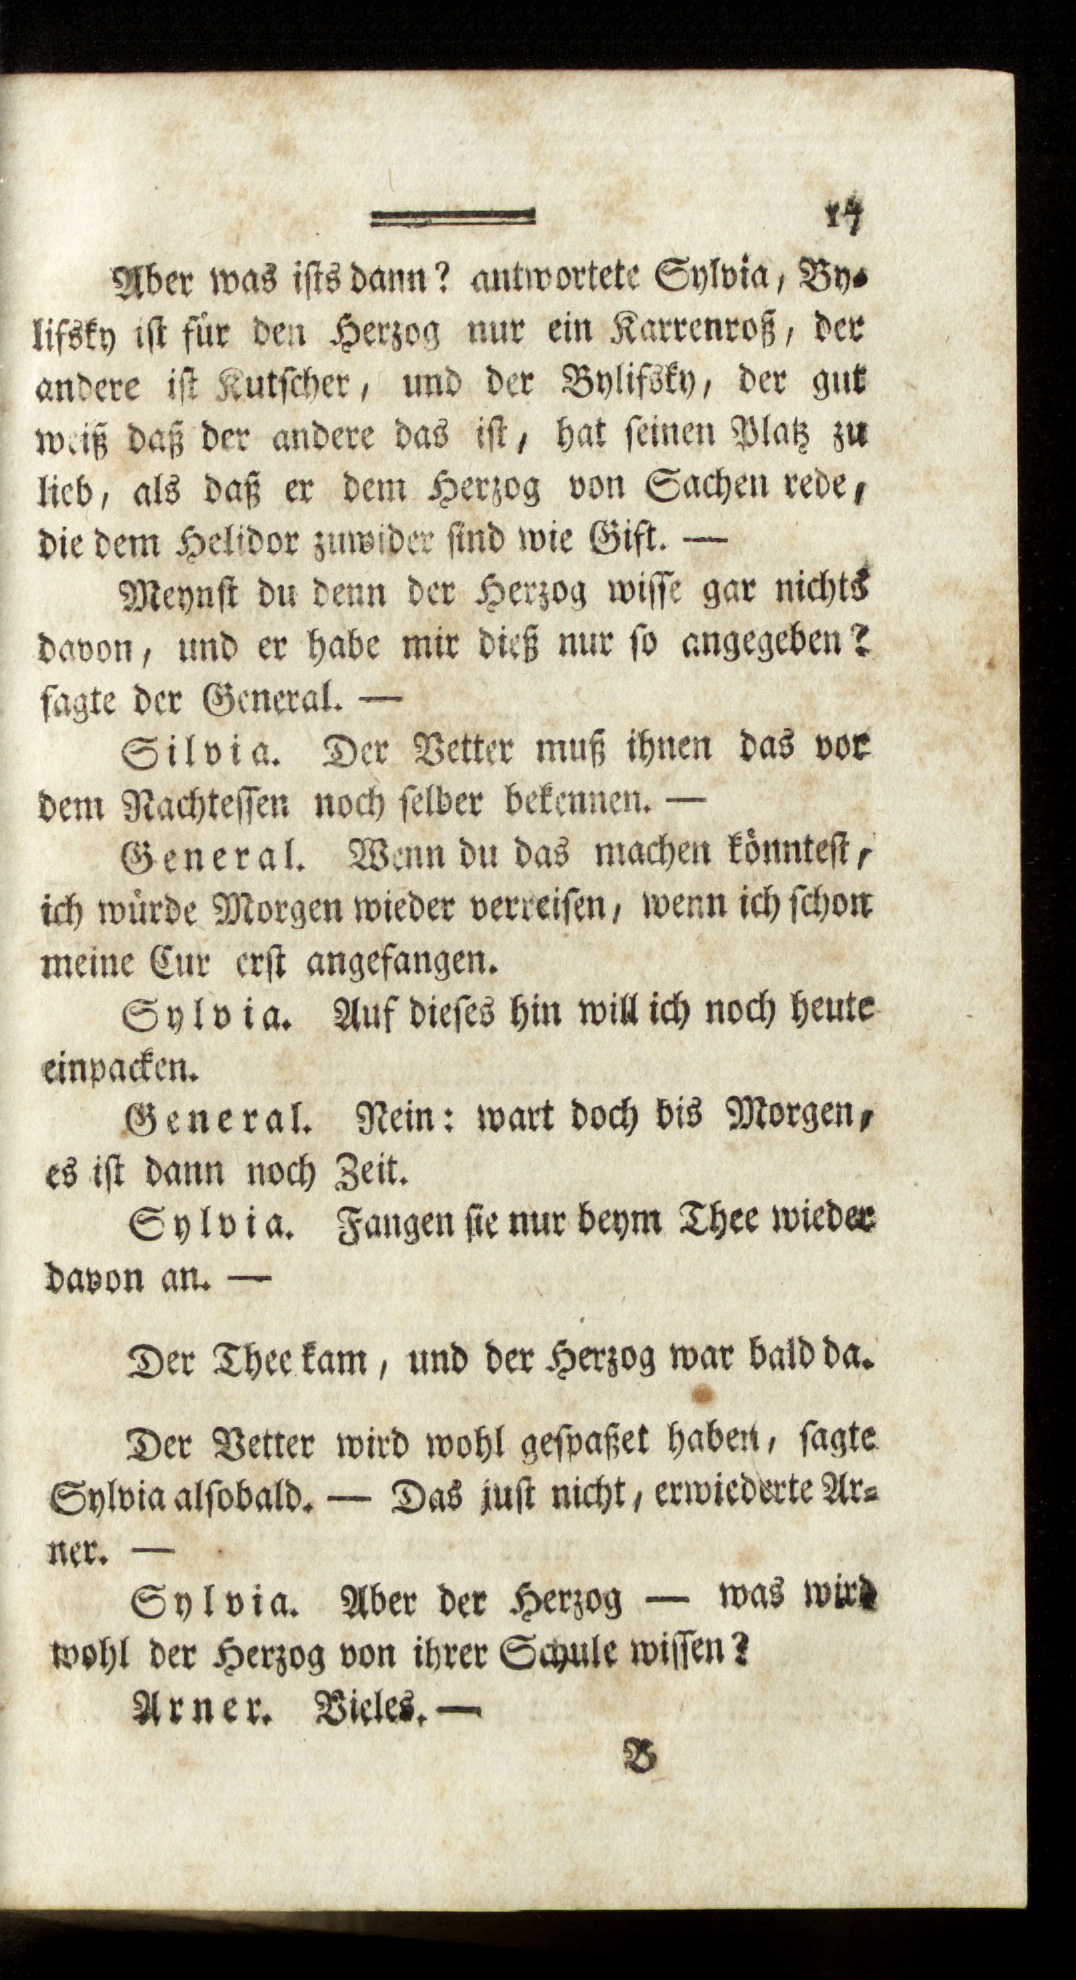 17
Aber was ists dann? antwortete Sylvia, By-
lifsky ist für den Herzog nur ein Karrenroß, der
andere ist Kutscher, und der Bylifsky, der gut
weiß daß der andere das ist, hat seinen Platz zu
lieb, als daß er dem Herzog von Sachen rede,
die dem Helidor zuwider sind wie Gift. —
Meynst du denn der Herzog wisse gar nichts
davon, und er habe mir dieß nur so angegeben?
sagte der General. —
Silvia. Der Vetter muß ihnen das vor
dem Nachtessen noch selber bekennen. —
General. Wenn du das machen könntest,
ich würde Morgen wieder verreisen, wenn ich schon
meine Cur erst angefangen.
Sylvia. Auf dieses hin will ich noch heute
einpacken.
General. Nein: wart doch bis Morgen,
es ist dann noch Zeit.
Sylvia. Fangen sie nur beym Thee wieder
davon an. —
Der Thee kam, und der Herzog war bald da.
Der Vetter wird wohl gespaßet haben, sagte
Sylvia alsobald. — Das just nicht, erwiederte Ar-
ner. —
Sylvia. Aber der Herzog — was wird
wohl der Herzog von ihrer Schule wissen?
Arner. Vieles. —
B